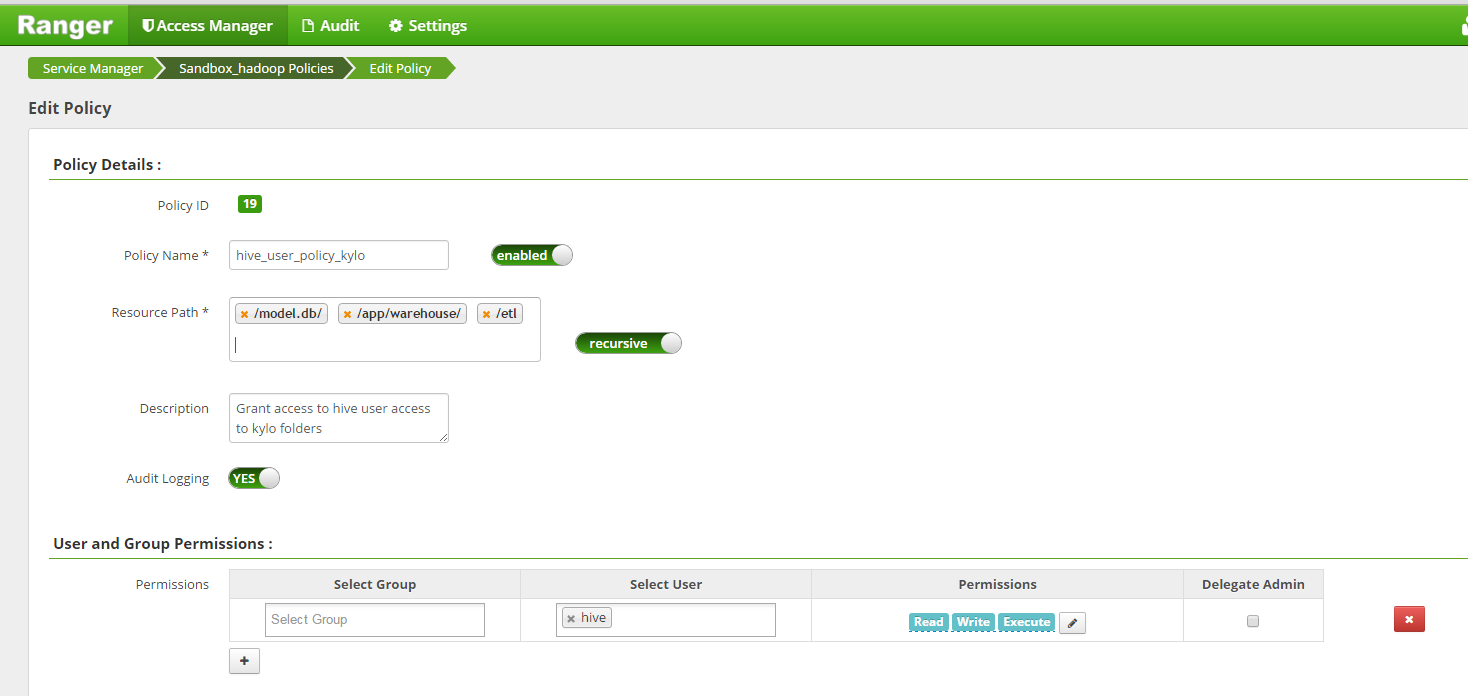 Ranger Access Manager Audit Settings
Service Manager Sandbox_hadoop Policies Edit Policy
Edit Policy
Policy Details :
Policy ID 19
Policy Name * hive_user_policy_kylo enabled
Resource Path * /model.db/ /app/warehouse/ /etl
recursive
Description Grant access to hive user access
to kylo folders
Audit Logging YES
User and Group Permissions :
Permissions Select Group Select User Permissions Delegate Admin
Select Group hive Read Write Execute